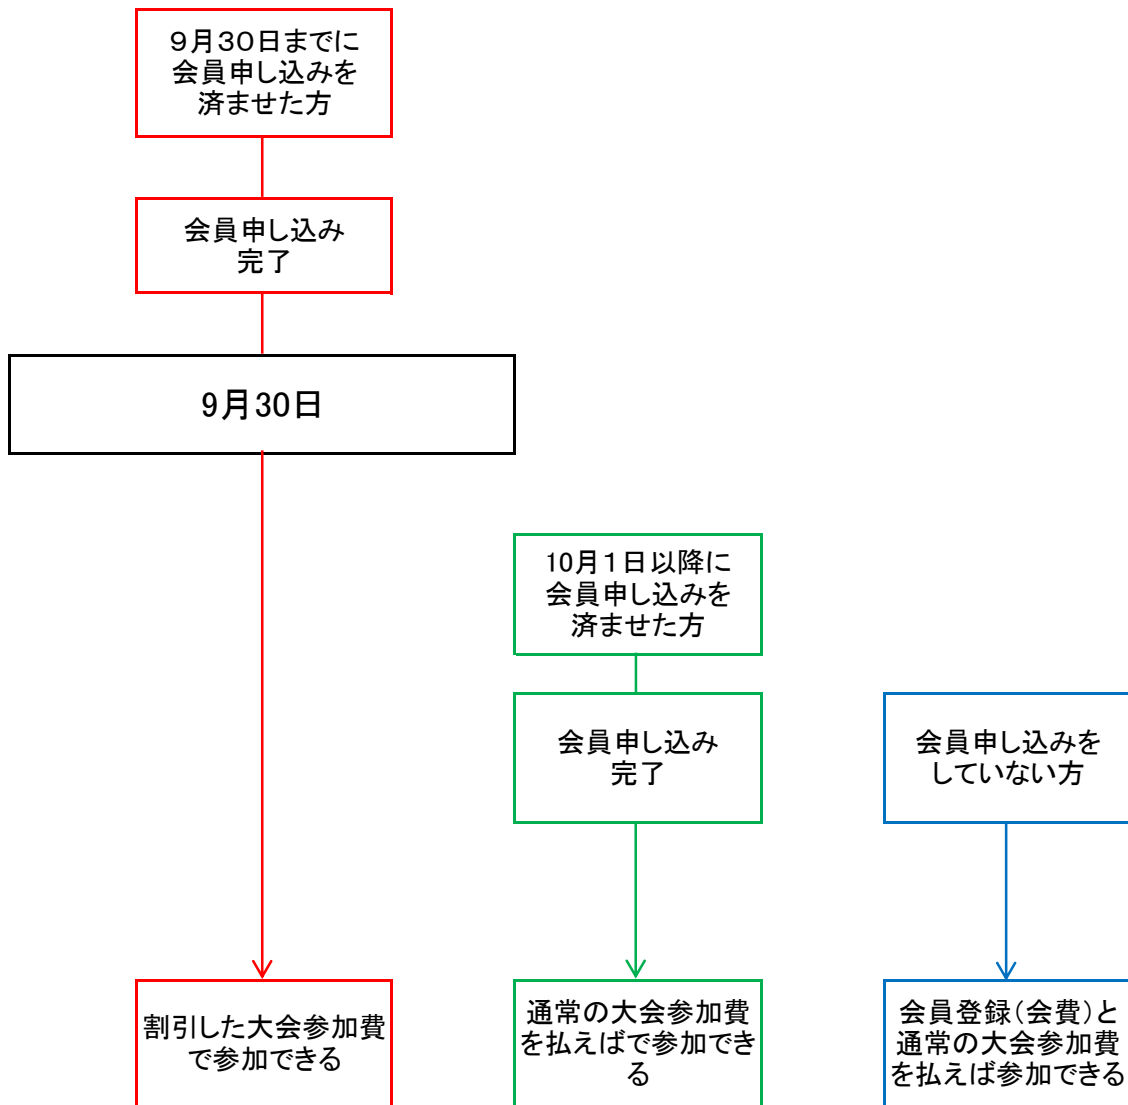 ９月３０日までに
会員申し込みを
済ませた方
会員申し込み
完了
9月30日
10月１日以降に
会員申し込みを
済ませた方
会員申し込み
完了
会員申し込みを
していない方
割引した大会参加費
で参加できる
通常の大会参加費
を払えばで参加でき
る
会員登録（会費）と
通常の大会参加費
を払えば参加できる